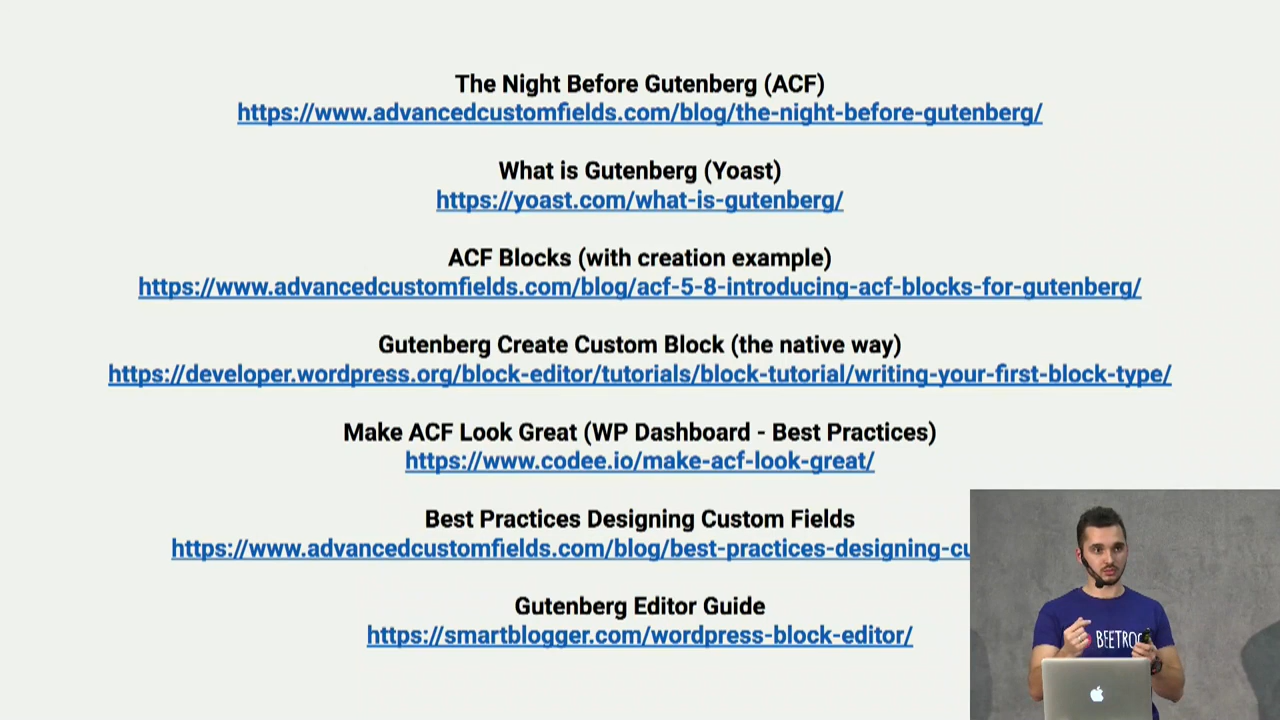 The Night Before Gutenberg (ACF)
https://www.advancedcustomfields.com/blog/the-night-before-gutenberg/
What is Gutenberg (Yoast)
https://yoast.com/what-is-gutenberg/
ACF Blocks (with creation example)
https://www.advancedcustomfields.com/blog/acf-5-8-introducing-acf-blocks-for-gutenberg/
Gutenberg Create Custom Block (the native way)
https://developer.wordpress.org/block-editor/tutorials/block-tutorial/writing-your-first-block-type/
Make ACF Look Great (WP Dashboard - Best Practices)
https://www.codee.io/make-acf-look-great/
Best Practices Designing Custom Fields
https://www.advancedcustomfields.com/blog/best-practices-designing-cu
Gutenberg Editor Guide
https://smartblogger.com/wordpress-block-editor/
BEETROO